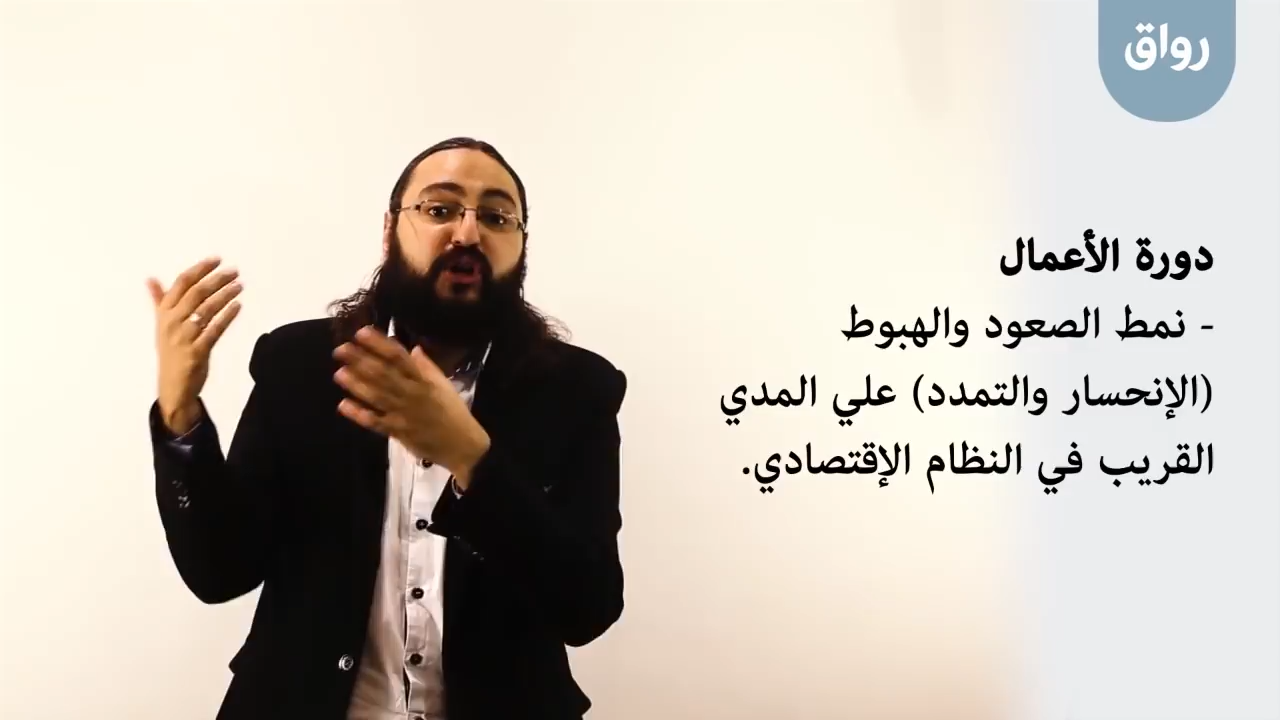 رواق
دورة الأعمال
- نمط الصعود والهبوط
(الإنحسار والتمدد) علي المدي
القريب في النظام الإقتصادي.